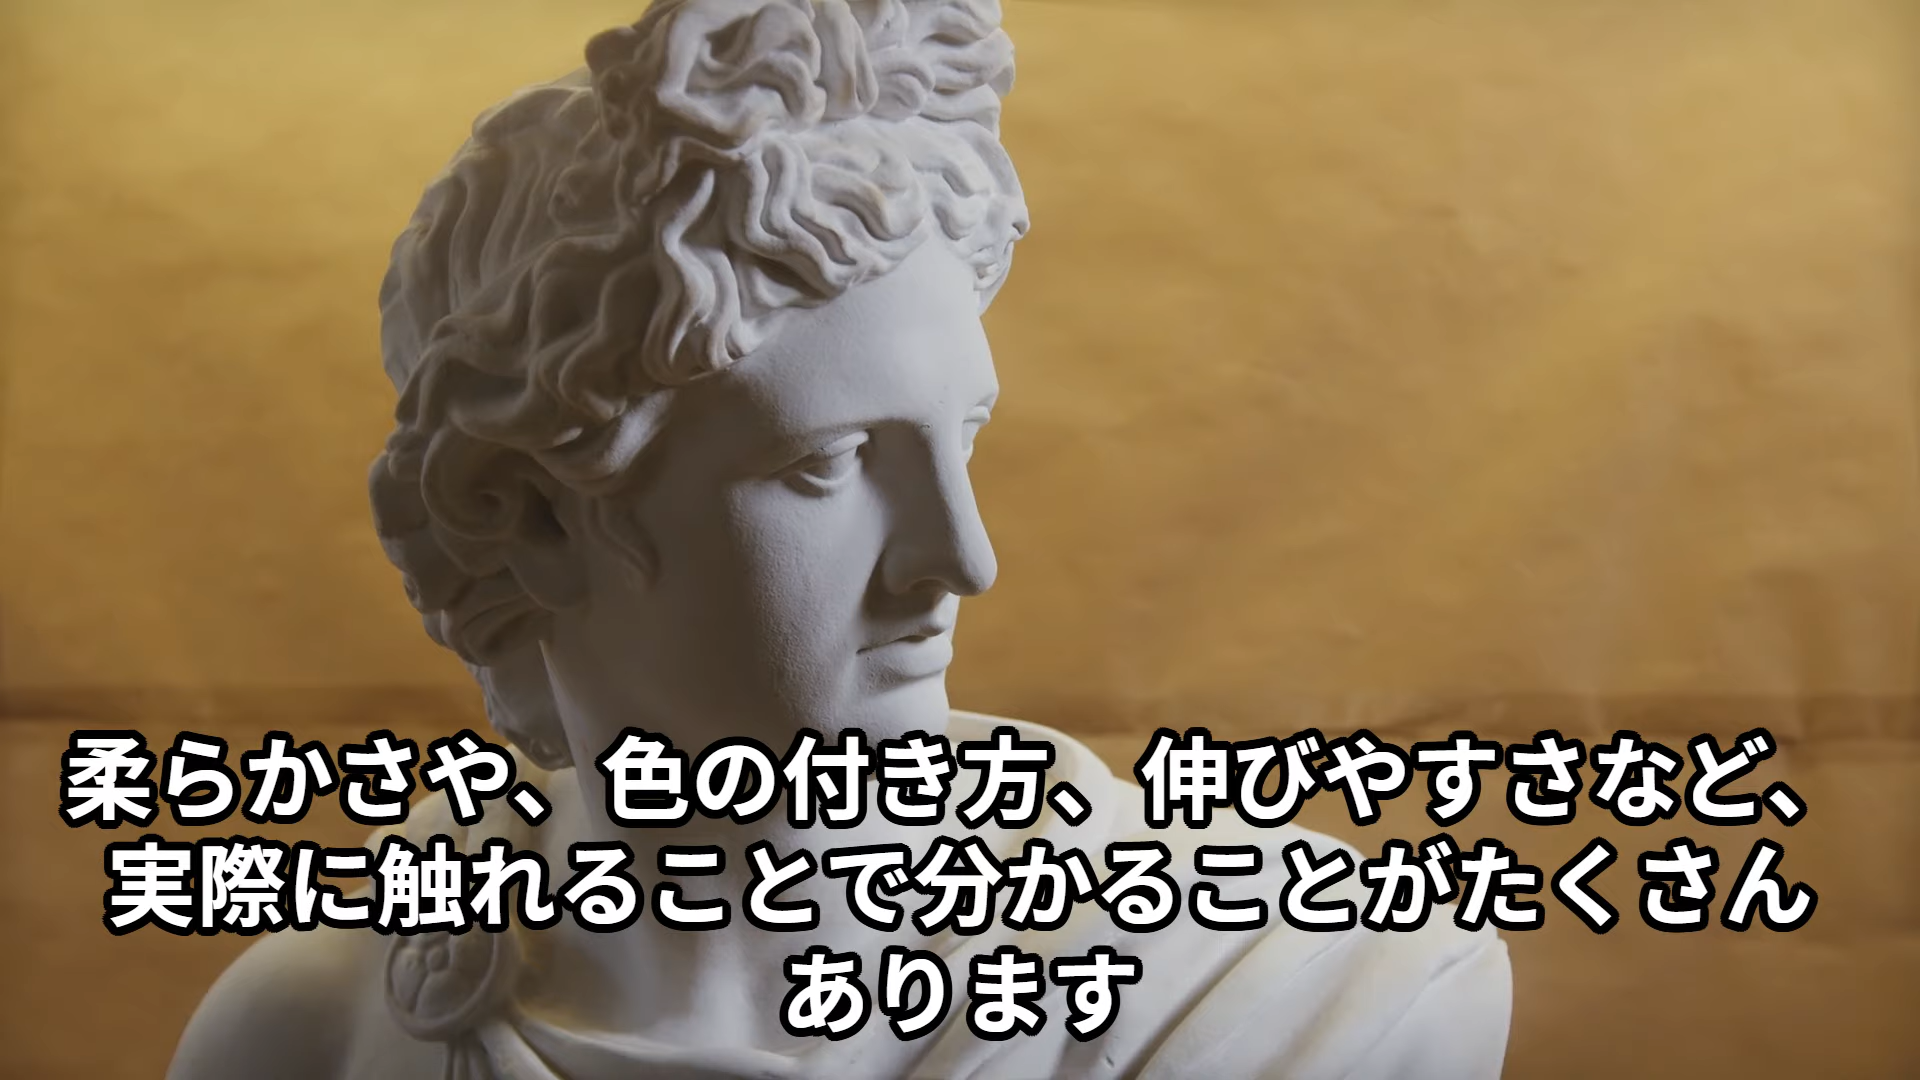 柔らかさや、色の付き方、伸びやすさなど、
実際に触れることで分かることがたくさん
あります